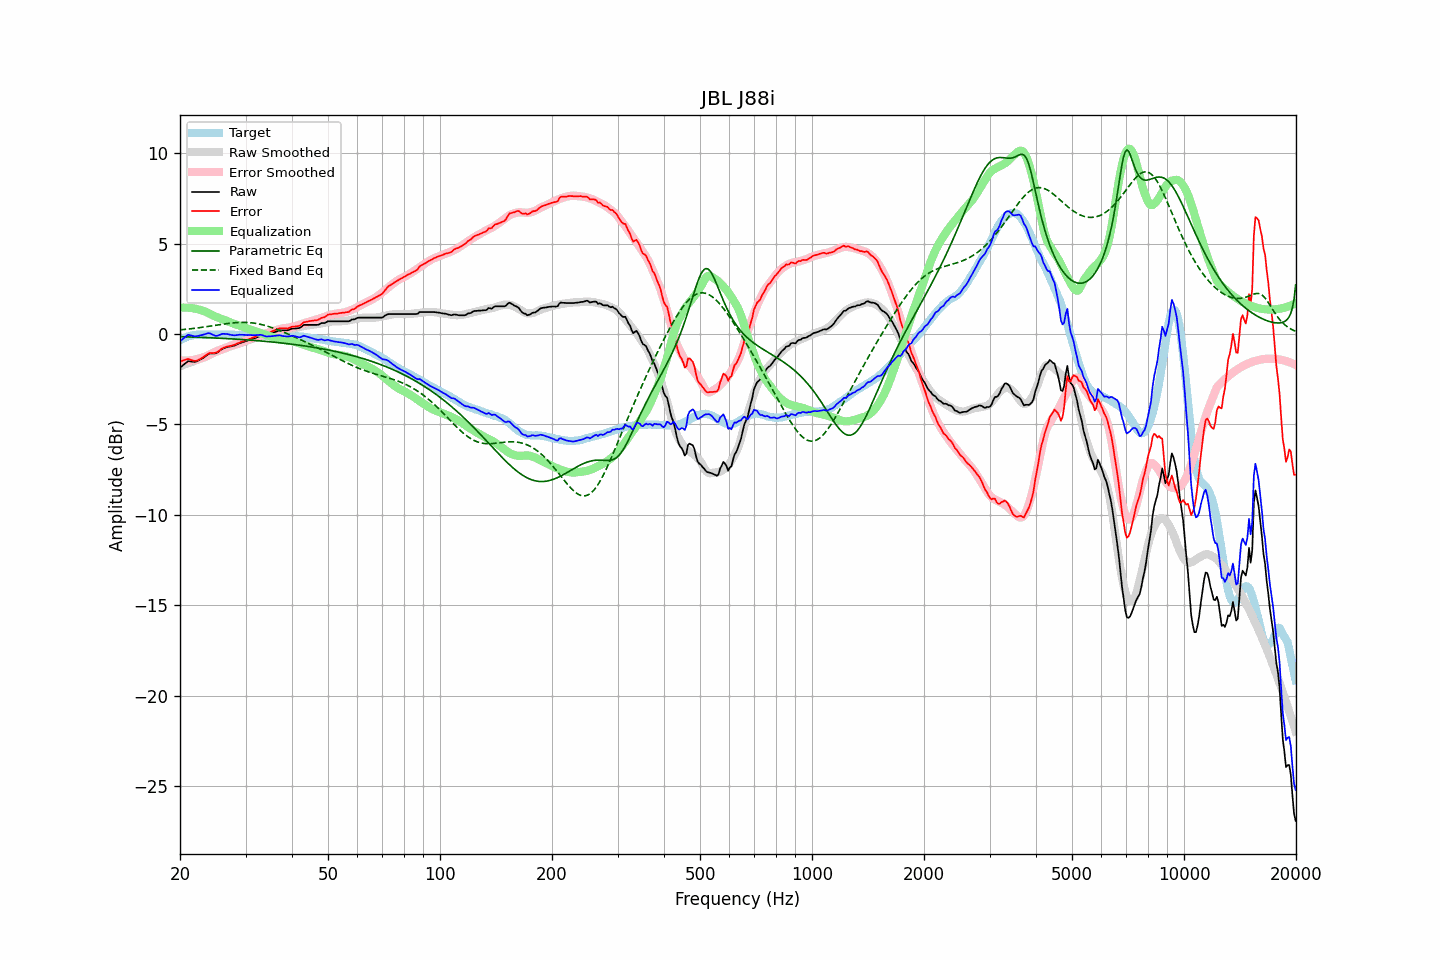 JBL J88i
Target
Raw Smoothed
Error Smoothed
Raw
Error
Equalization
Parametric Eq
Fixed Band Eq
Equalized
10
5
0
−5
−10
−15
−20
−25
Amplitude (dBr)
20
50
100
200
500
1000
2000
5000
10000
20000
Frequency (Hz)